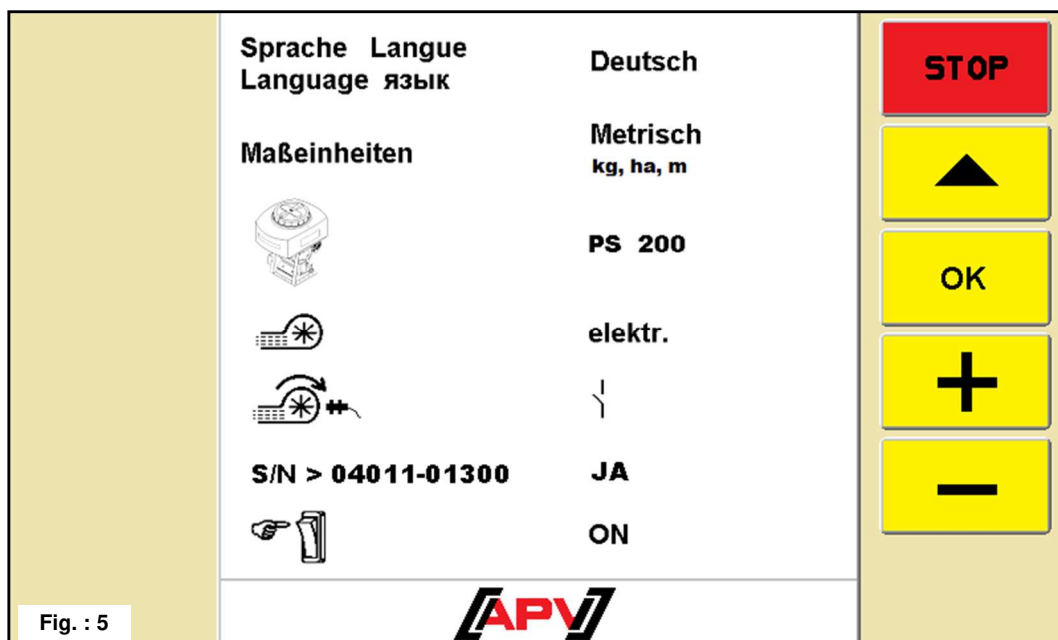 Sprache Langue
Language язык
Deutsch
Maßeinheiten
Metrisch
kg, ha, m
PS 200
elektr.
S/N > 04011-01300
JA
ON
STOP
OK
APV
Fig. : 5